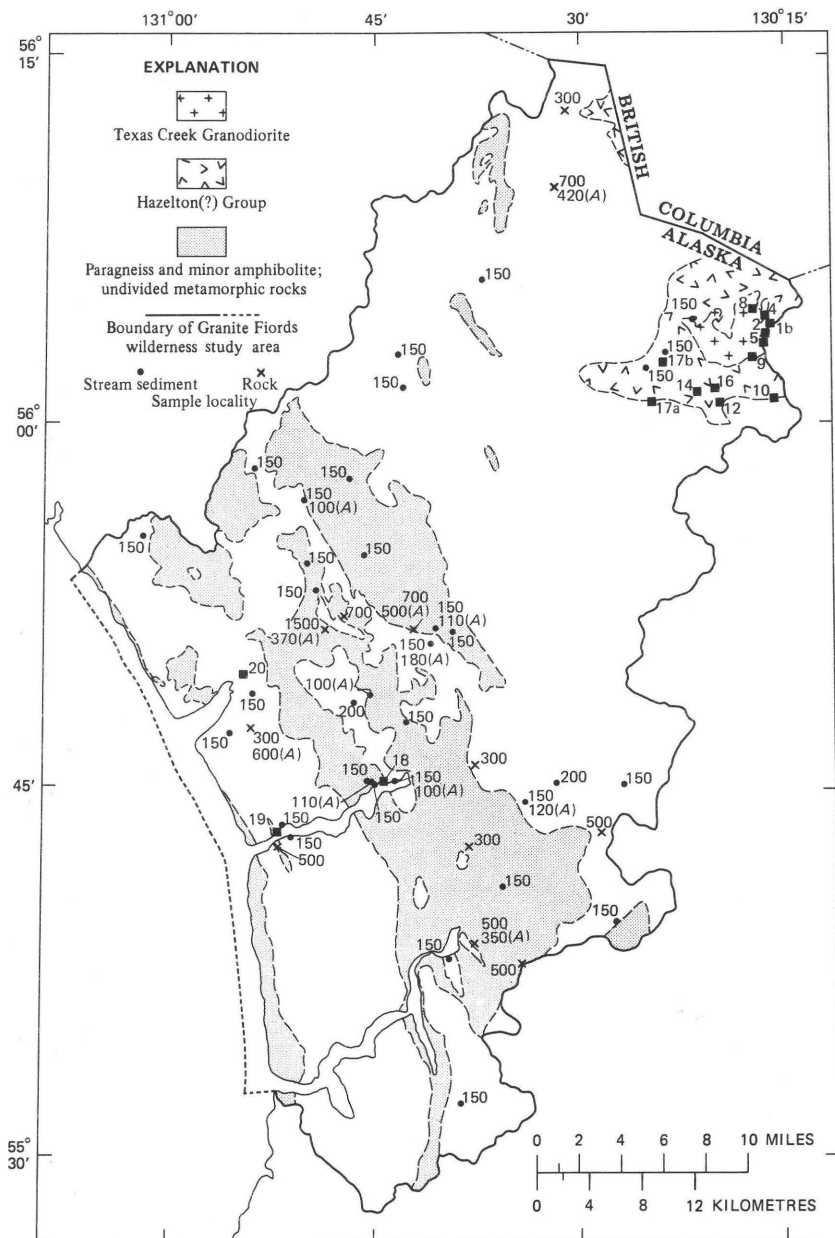 131° 00'
45'
30'
130° 15'
56°
15'
EXPLANATION
Texas Creek Granodiorite
Hazelton(?) Group
Paragneiss and minor amphibolite;
undivided metamorphic rocks
Boundary of Granite Fiords
wilderness study area
Stream sediment
Rock
Sample locality
300
BRITISH
COLUMBIA
ALASKA
700
420(A)
150
150
8
4
2
1b
5
150
17b
9
150
16
14
10
17a
12
150
150
56°
00'
150
150
150
100(A)
150
150
150
150
700
700
500(A)
150
110(A)
150
1500
370(A)
150
180(A)
20
100(A)
150
200
150
150
300
600(A)
300
45'
150
18
150
100(A)
110(A)
150
200
150
150
120(A)
19
150
150
500
500
300
150
150
500
350(A)
150
500
150
55°
30'
0 2 4 6 8 10 MILES
0 4 8 12 KILOMETRES